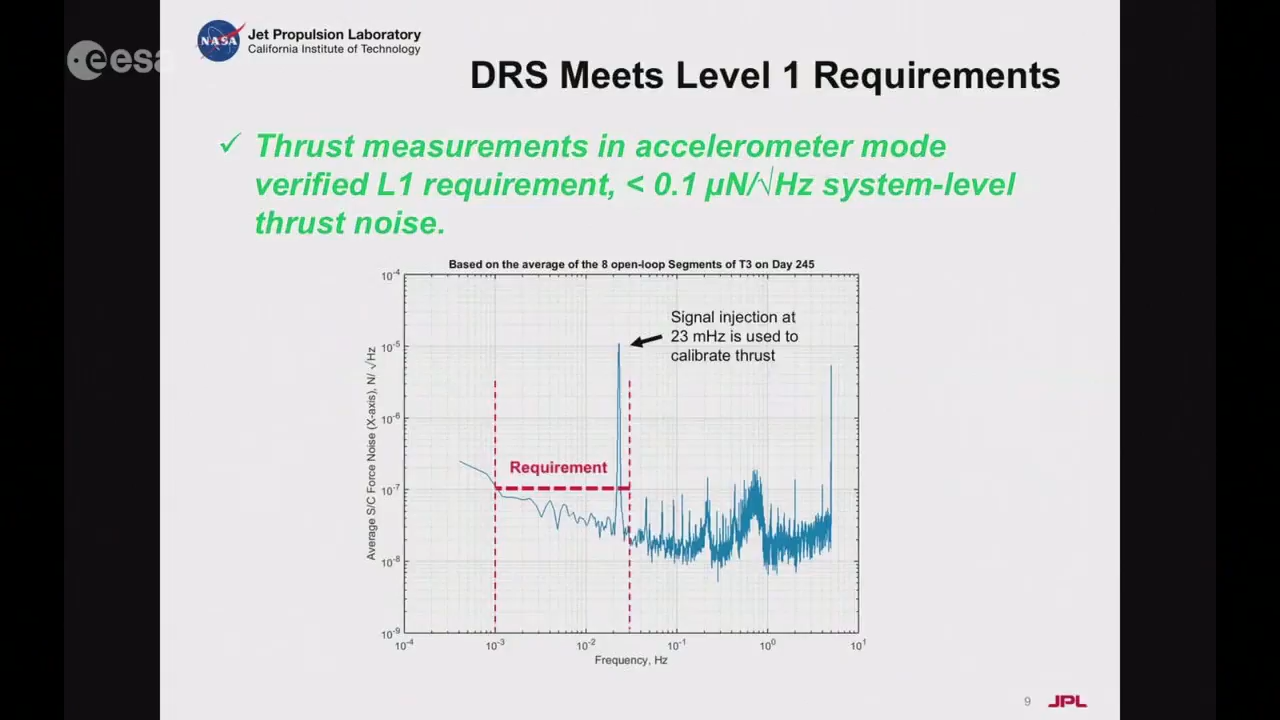 esa
NASA
Jet Propulsion Laboratory
California Institute of Technology
DRS Meets Level 1 Requirements
✓ Thrust measurements in accelerometer mode
verified L1 requirement, < 0.1 µN/√Hz system-level
thrust noise.
Based on the average of the 8 open-loop Segments of T3 on Day 245
Average S/C Force Noise (X-axis), N/ √Hz
10⁻⁴
10⁻⁵
10⁻⁶
10⁻⁷
10⁻⁸
10⁻⁹
Signal injection at
23 mHz is used to
calibrate thrust
Requirement
10⁻⁴ 10⁻³ 10⁻² 10⁻¹ 10⁰ 10¹
Frequency, Hz
9 JPL